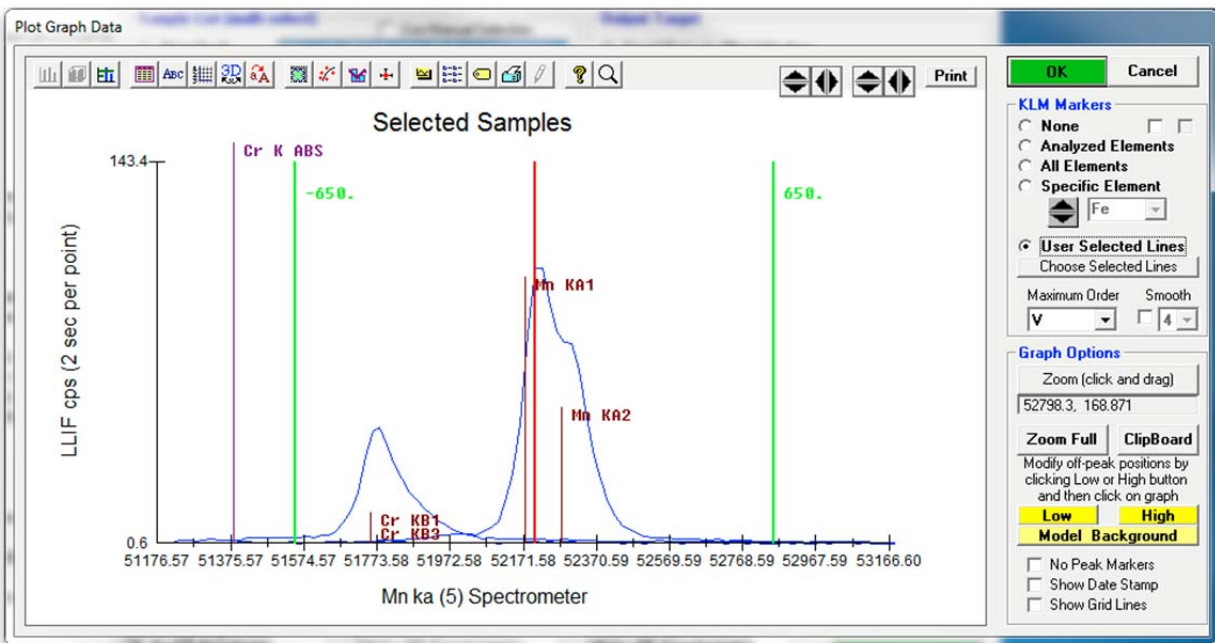 Plot Graph Data
ABC
3D
Print
Selected Samples
143.4
Cr K ABS
-650.
650.
LLIF cps (2 sec per point)
Mn KA1
Mn KA2
Cr KB1
Cr KB3
0.6
51176.57 51375.57 51574.57 51773.58 51972.58 52171.58 52370.59 52569.59 52768.59 52967.59 53166.60
Mn ka (5) Spectrometer
OK
Cancel
KLM Markers
None
Analyzed Elements
All Elements
Specific Element
Fe
User Selected Lines
Choose Selected Lines
Maximum Order Smooth
V 4
Graph Options
Zoom (click and drag)
52798.3, 168.871
Zoom Full ClipBoard
Modify off-peak positions by
clicking Low or High button
and then click on graph
Low High
Model Background
No Peak Markers
Show Date Stamp
Show Grid Lines